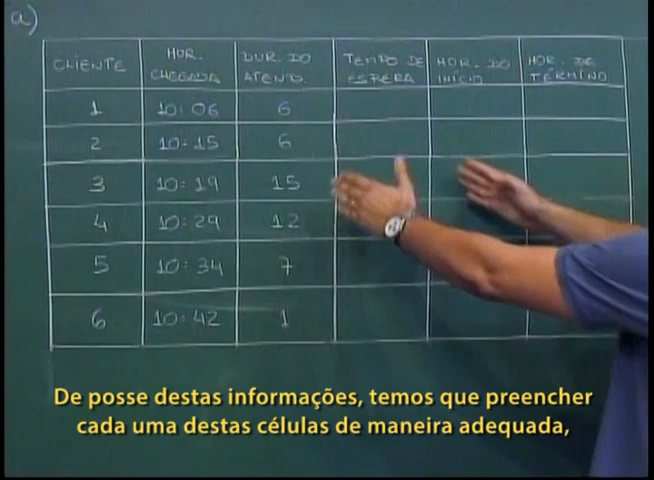 a)
CLIENTE HOR. CHEGADA DUR. DO ATEND. TEMPO DE ESPERA HOR. DO INÍCIO HOR. DE TÉRMINO
1 10:06 6
2 10:15 6
3 10:19 15
4 10:29 12
5 10:34 7
6 10:42 1
De posse destas informações, temos que preencher
cada uma destas células de maneira adequada,